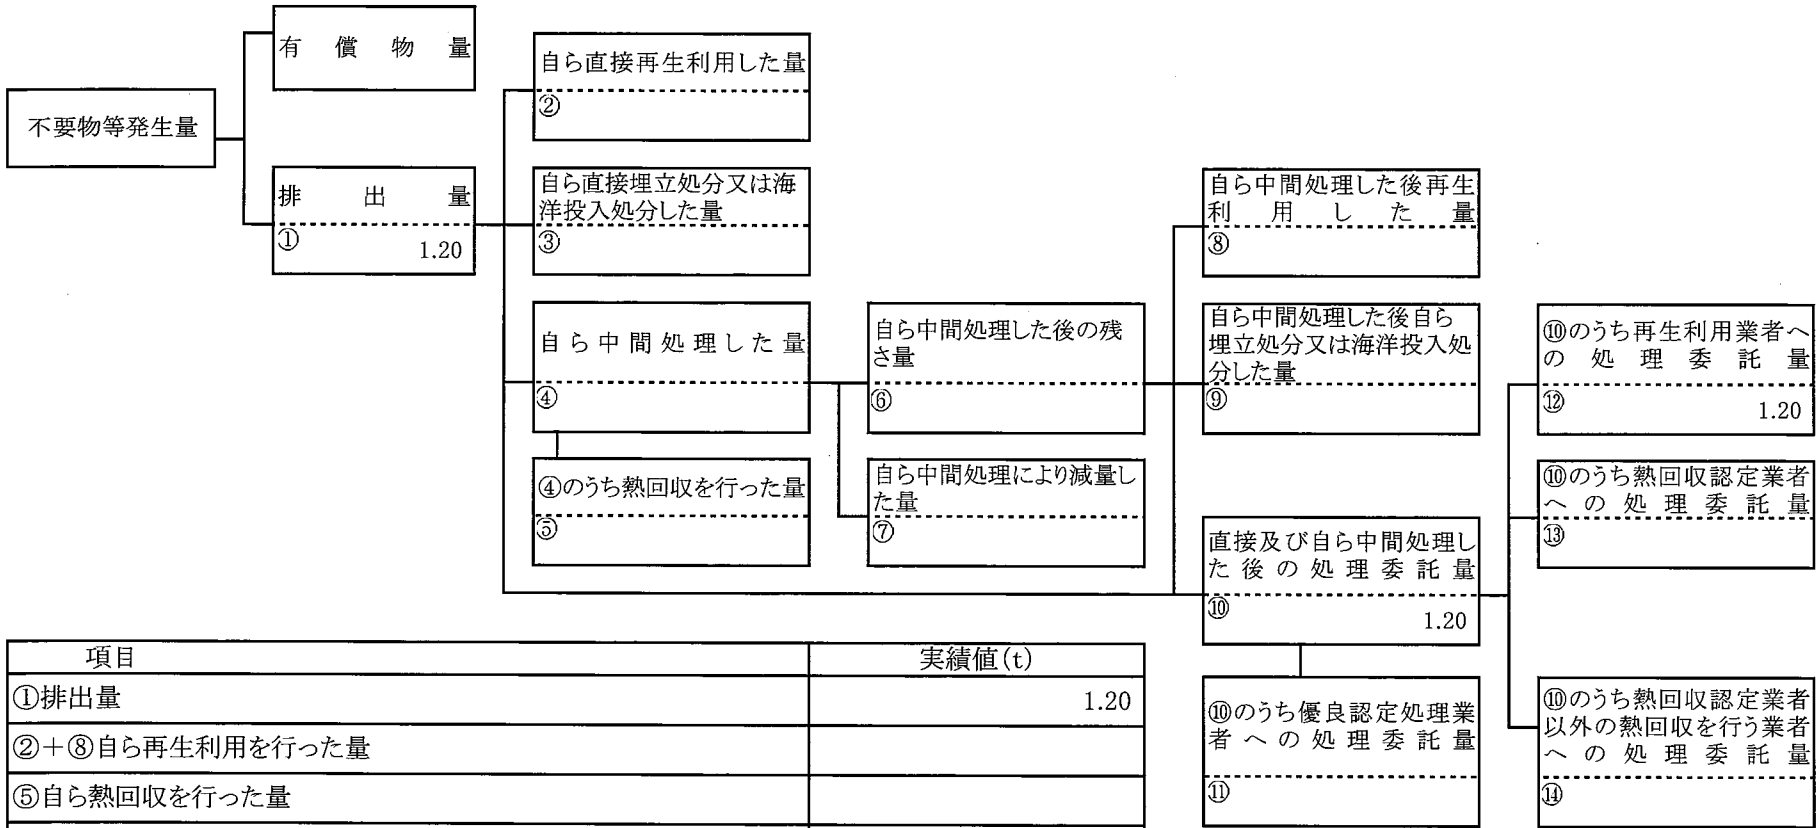 不要物等発生量
有償物量
排出量
①
1.20
自ら直接再生利用した量
②
自ら直接埋立処分又は海
洋投入処分した量
③
自ら中間処理した量
④
④のうち熱回収を行った量
⑤
自ら中間処理した後の残
さ量
⑥
自ら中間処理により減量し
た量
⑦
自ら中間処理した後再生
利用した量
⑧
自ら中間処理した後自ら
埋立処分又は海洋投入処
分した量
⑨
直接及び自ら中間処理し
た後の処理委託量
⑩
1.20
⑩のうち優良認定処理業
者への処理委託量
⑪
⑩のうち再生利用業者へ
の処理委託量
⑫
1.20
⑩のうち熱回収認定業者
への処理委託量
⑬
⑩のうち熱回収認定業者
以外の熱回収を行う業者
への処理委託量
⑭
項目 実績値(t)
①排出量 1.20
②+⑧自ら再生利用を行った量
⑤自ら熱回収を行った量